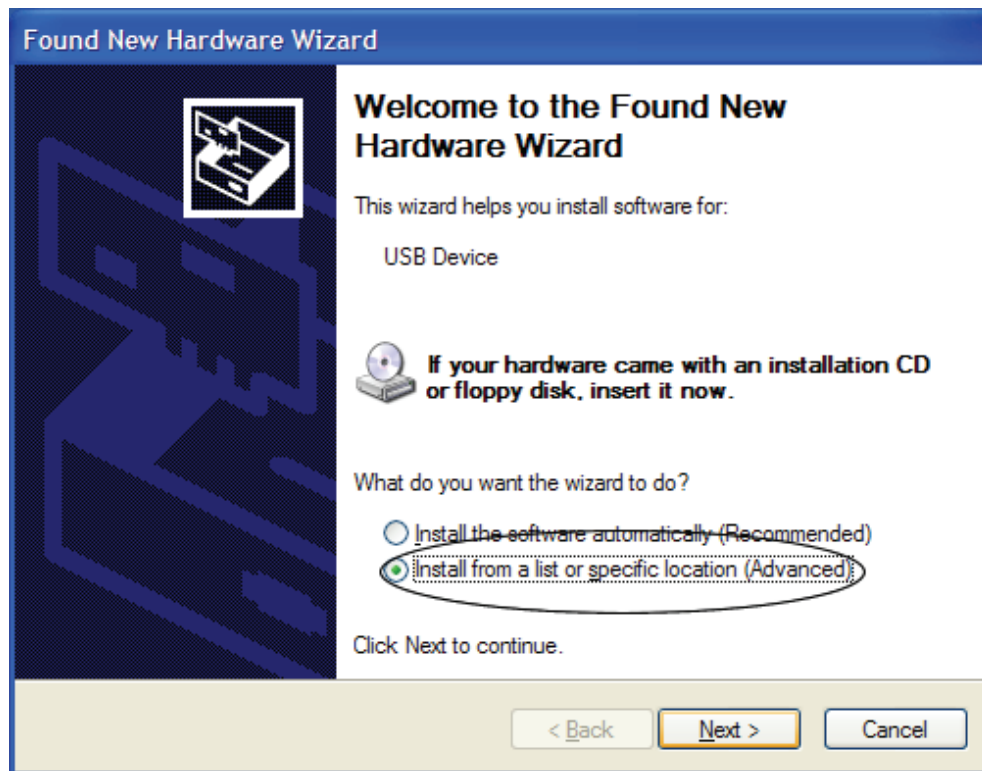 Found New Hardware Wizard
Welcome to the Found New
Hardware Wizard
This wizard helps you install software for:
USB Device
If your hardware came with an installation CD
or floppy disk, insert it now.
What do you want the wizard to do?
Install the software automatically (Recommended)
Install from a list or specific location (Advanced)
Click Next to continue.
< Back Next > Cancel